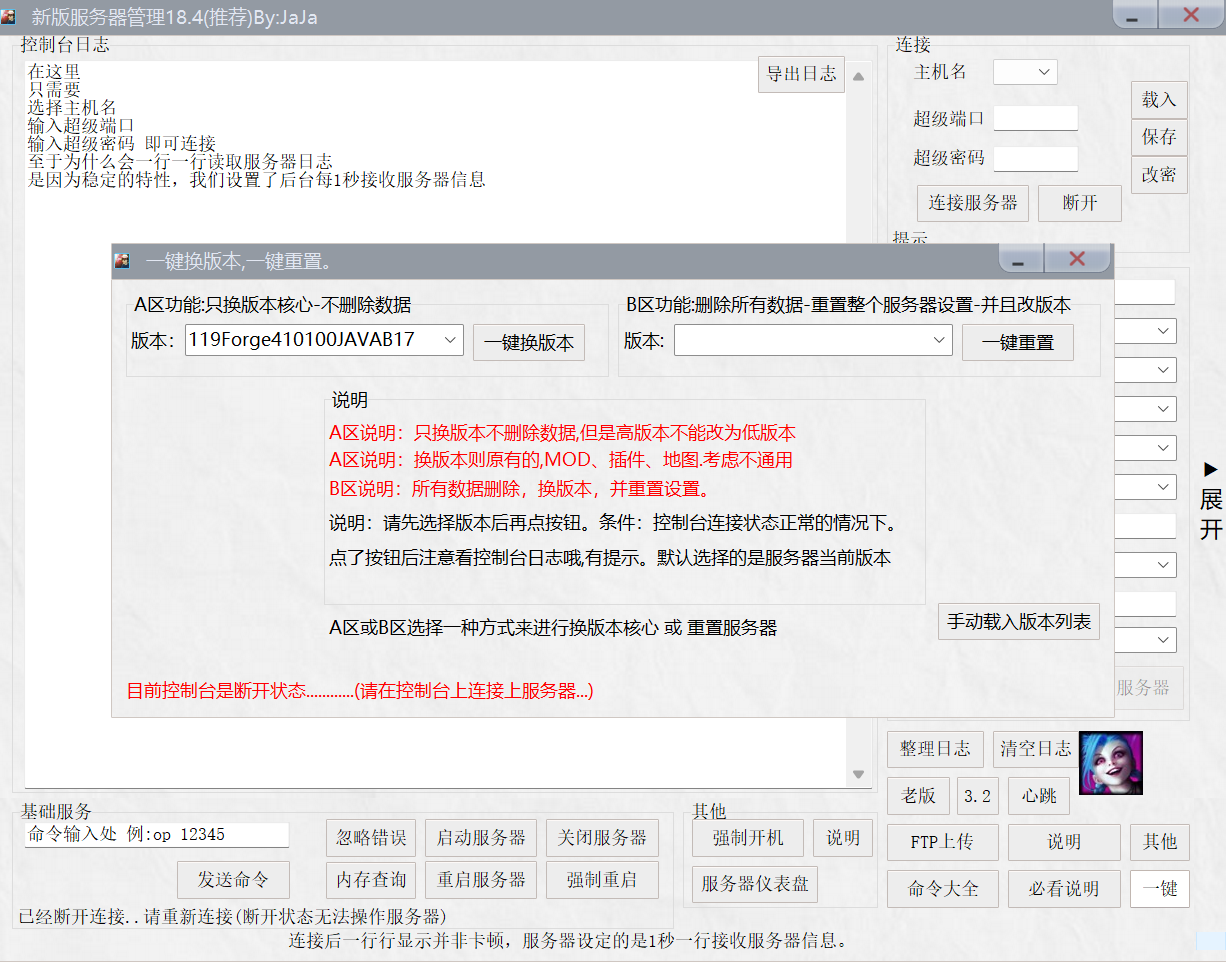 新版服务器管理18.4(推荐)By:JaJa
控制台日志
在这里
只需要
选择主机名
输入超级端口
输入超级密码 即可连接
至于为什么会一行一行读取服务器日志
是因为稳定的特性，我们设置了后台每1秒接收服务器信息
导出日志
连接
主机名
超级端口
超级密码
载入
保存
改密
连接服务器
断开
提示
一键换版本,一键重置。
A区功能:只换版本核心-不删除数据
版本：
119Forge410100JAVAB17
一键换版本
B区功能:删除所有数据-重置整个服务器设置-并且改版本
版本:
一键重置
说明
A区说明：只换版本不删除数据,但是高版本不能改为低版本
A区说明：换版本则原有的,MOD、插件、地图.考虑不通用
B区说明：所有数据删除，换版本，并重置设置。
说明：请先选择版本后再点按钮。条件：控制台连接状态正常的情况下。
点了按钮后注意看控制台日志哦,有提示。默认选择的是服务器当前版本
A区或B区选择一种方式来进行换版本核心 或 重置服务器
手动载入版本列表
目前控制台是断开状态............(请在控制台上连接上服务器...)
展
开
服务器
整理日志
清空日志
老版
3.2
心跳
FTP上传
说明
其他
命令大全
必看说明
一键
基础服务
命令输入处 例:op 12345
发送命令
忽略错误
启动服务器
关闭服务器
内存查询
重启服务器
强制重启
其他
强制开机
说明
服务器仪表盘
已经断开连接..请重新连接(断开状态无法操作服务器)
连接后一行行显示并非卡顿，服务器设定的是1秒一行接收服务器信息。